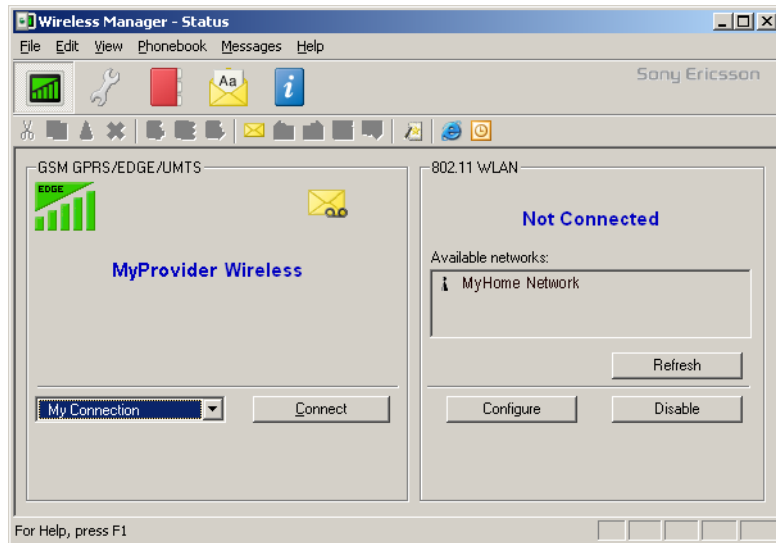 Wireless Manager - Status
File Edit View Phonebook Messages Help
Aa
i
Sony Ericsson
GSM GPRS/EDGE/UMTS
EDGE
MyProvider Wireless
My Connection
Connect
802.11 WLAN
Not Connected
Available networks:
MyHome Network
Refresh
Configure Disable
For Help, press F1